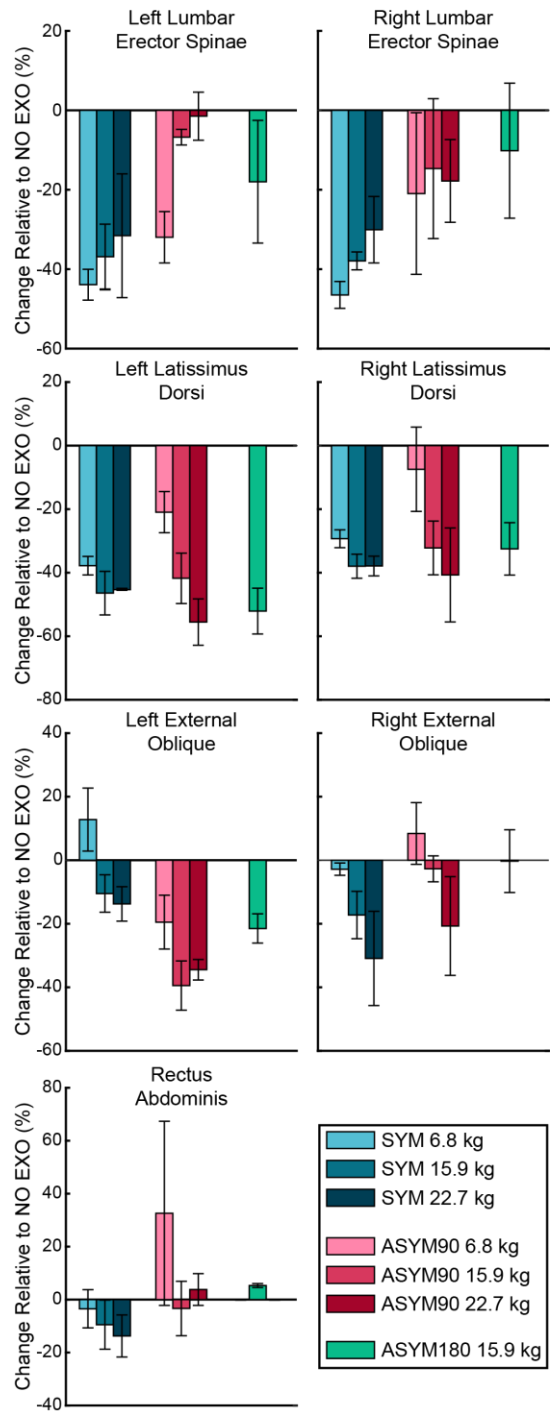 Left Lumbar
Erector Spinae
Right Lumbar
Erector Spinae
Change Relative to NO EXO (%)
20
0
-20
-40
-60
Left Latissimus
Dorsi
Right Latissimus
Dorsi
Change Relative to NO EXO (%)
20
0
-20
-40
-60
-80
Left External
Oblique
Right External
Oblique
Change Relative to NO EXO (%)
40
20
0
-20
-40
-60
Rectus
Abdominis
Change Relative to NO EXO (%)
80
60
40
20
0
-20
-40
SYM 6.8 kg
SYM 15.9 kg
SYM 22.7 kg
ASYM90 6.8 kg
ASYM90 15.9 kg
ASYM90 22.7 kg
ASYM180 15.9 kg